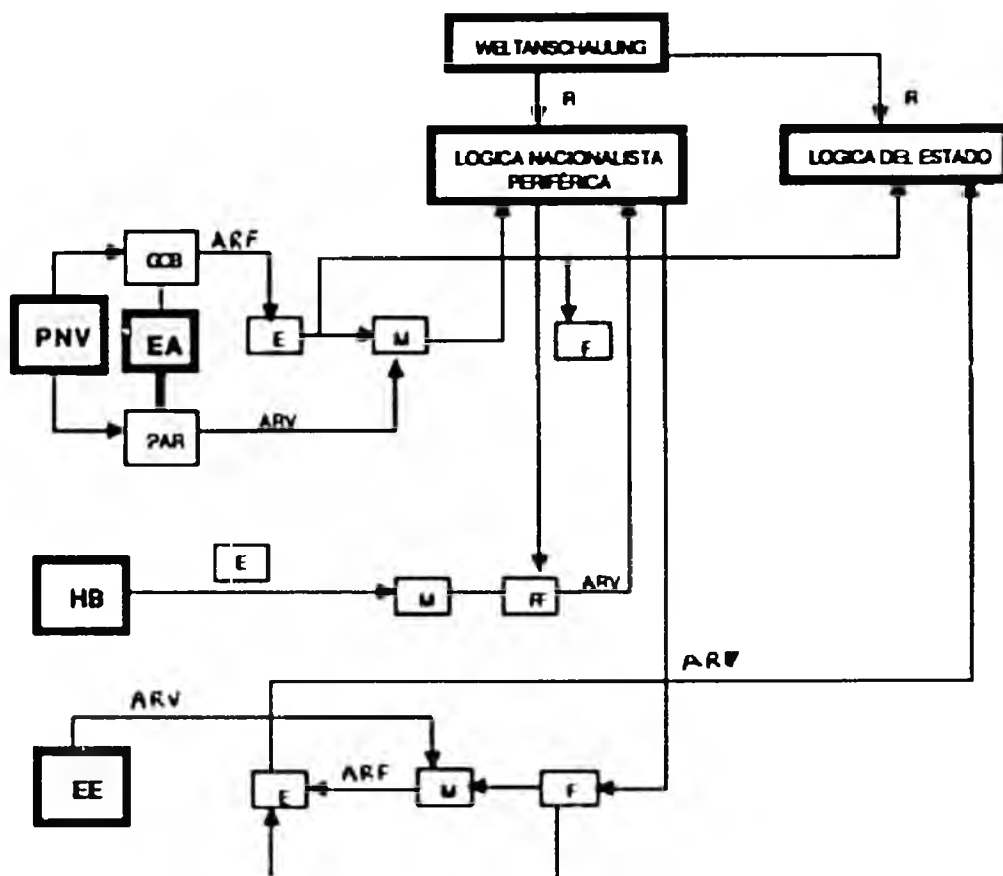 WELTANSCHAULING
R
R
LOGICA NACIONALISTA
PERIFÉRICA
LOGICA DEL ESTADO
GOB
ARF
PNV
EA
E
M
F
PAR
ARV
E
HB
M
FF
ARV
ARV
ARV
EE
E
ARF
M
F